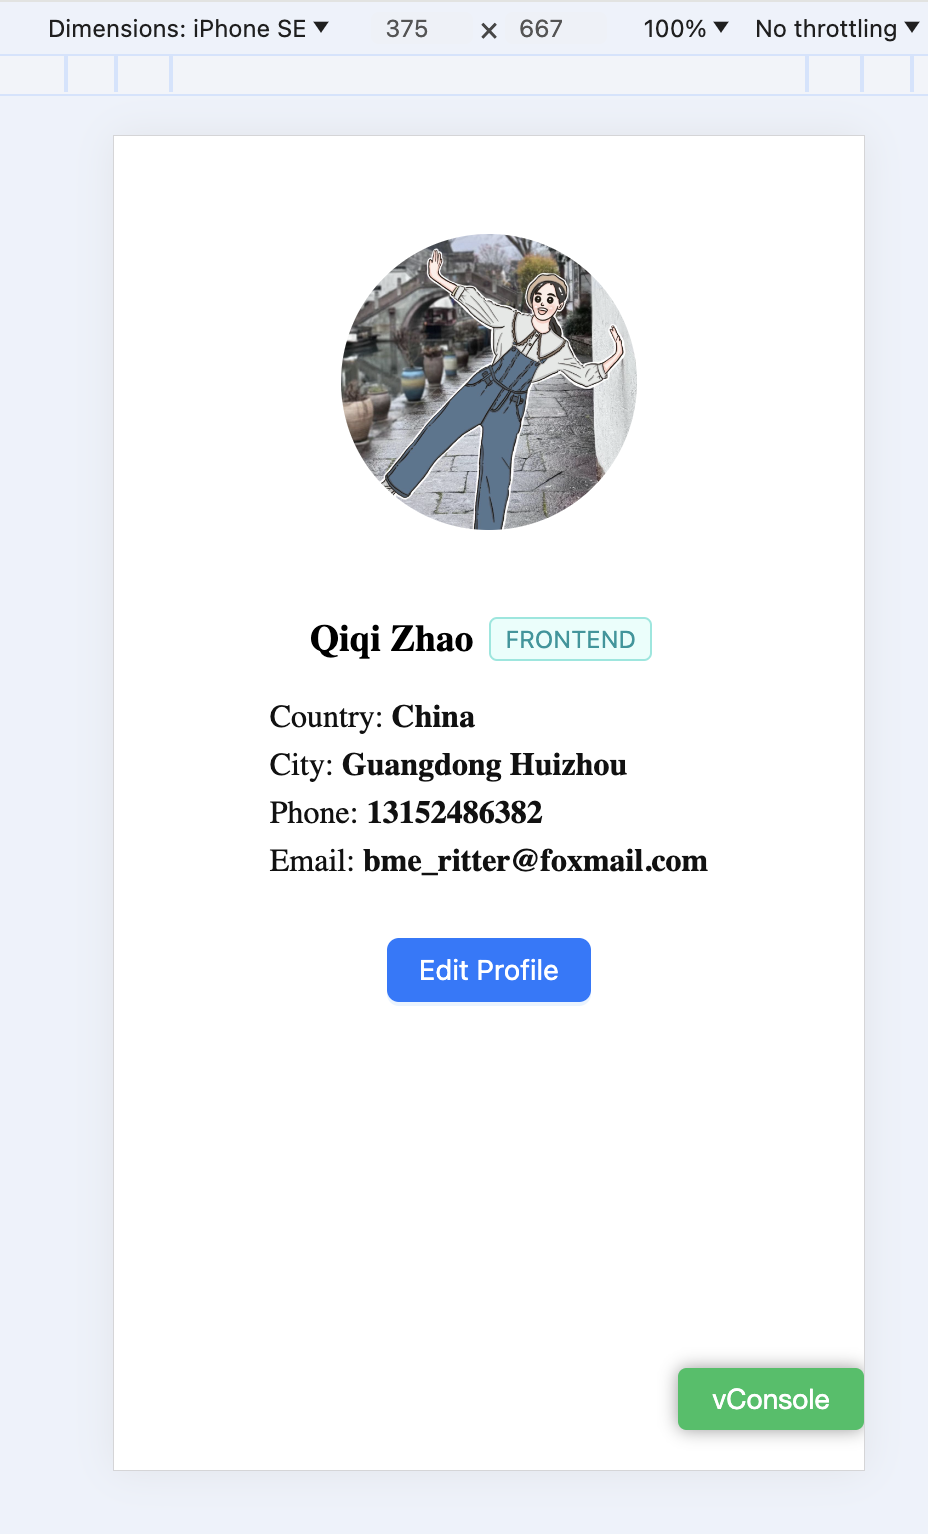 Dimensions: iPhone SE ▼ 375 × 667 100% ▼ No throttling ▼
Qiqi Zhao FRONTEND
Country: China
City: Guangdong Huizhou
Phone: 13152486382
Email: bme_ritter@foxmail.com
Edit Profile
vConsole